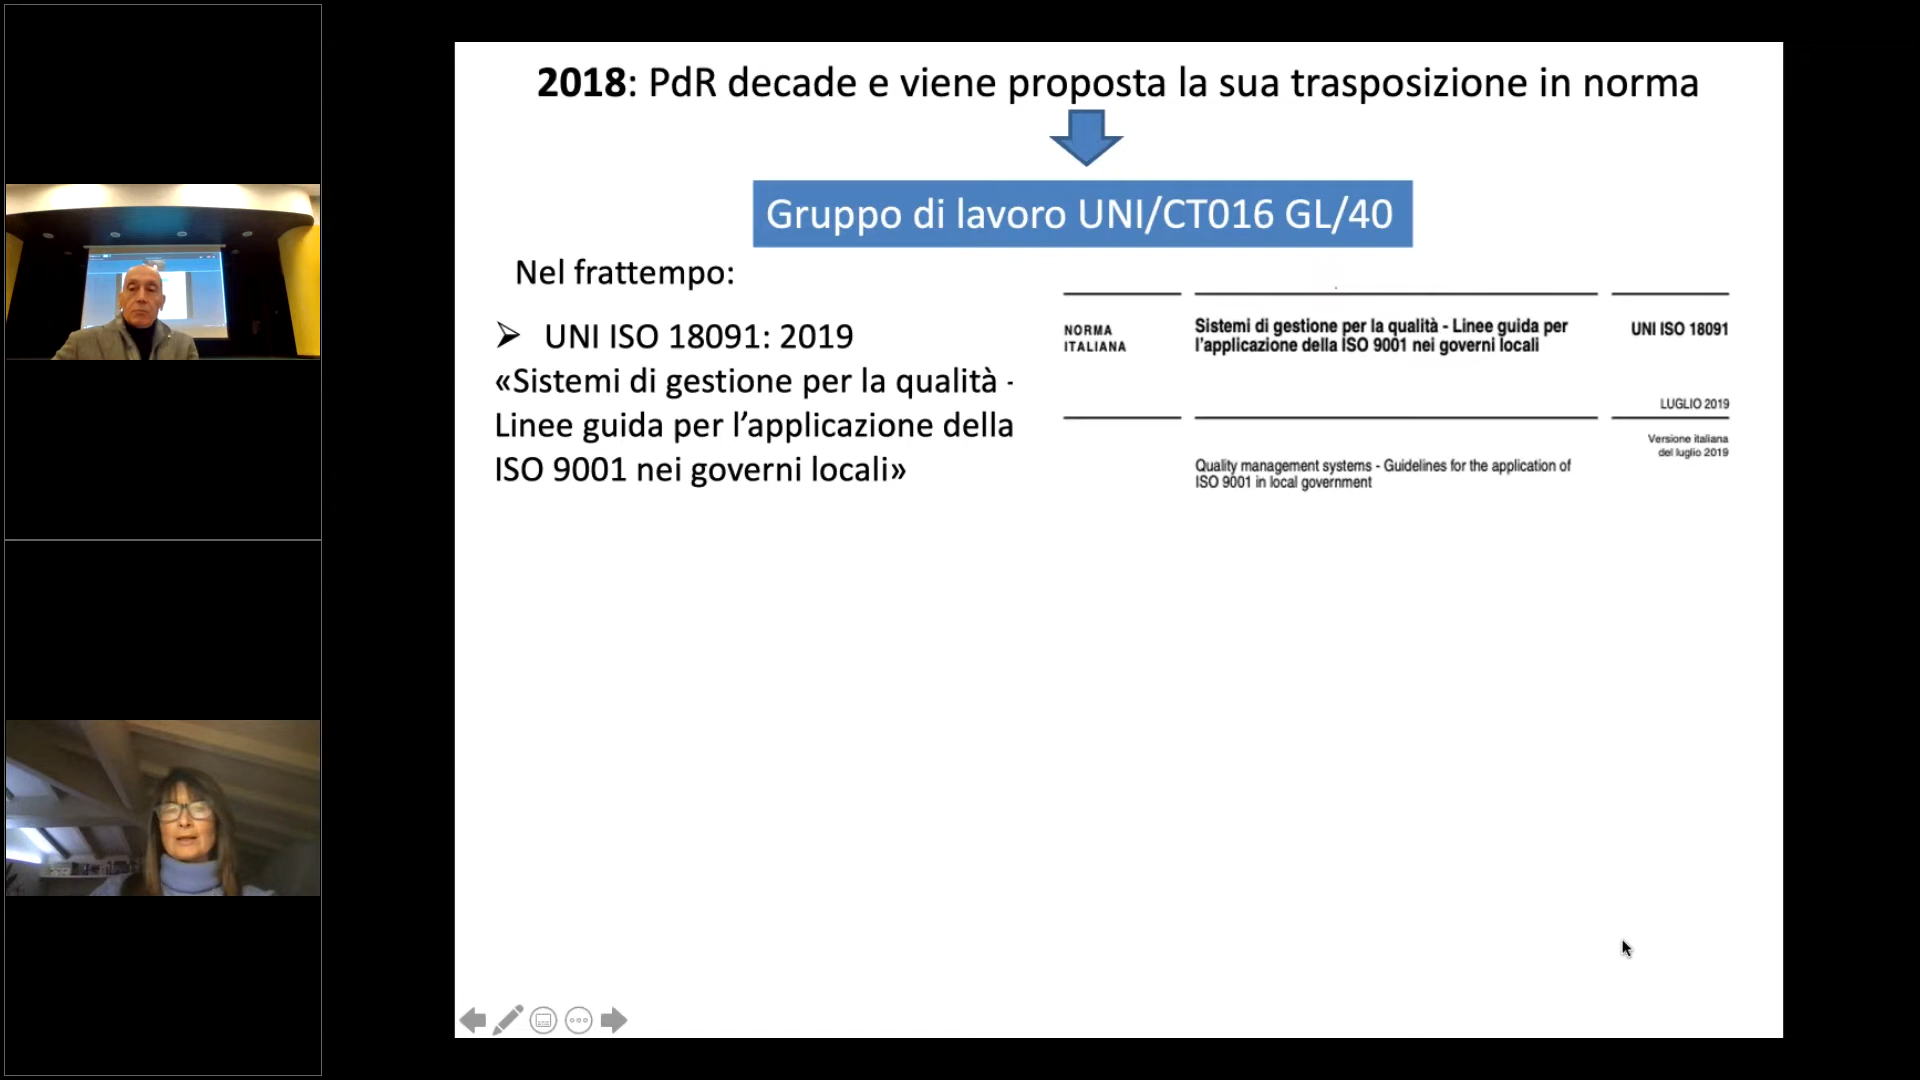 2018: PdR decade e viene proposta la sua trasposizione in norma
Gruppo di lavoro UNI/CT016 GL/40
Nel frattempo:
➢ UNI ISO 18091: 2019
«Sistemi di gestione per la qualità -
Linee guida per l’applicazione della
ISO 9001 nei governi locali»
NORMA
ITALIANA
Sistemi di gestione per la qualità - Linee guida per
l’applicazione della ISO 9001 nei governi locali
UNI ISO 18091
LUGLIO 2019
Versione italiana
del luglio 2019
Quality management systems - Guidelines for the application of
ISO 9001 in local government